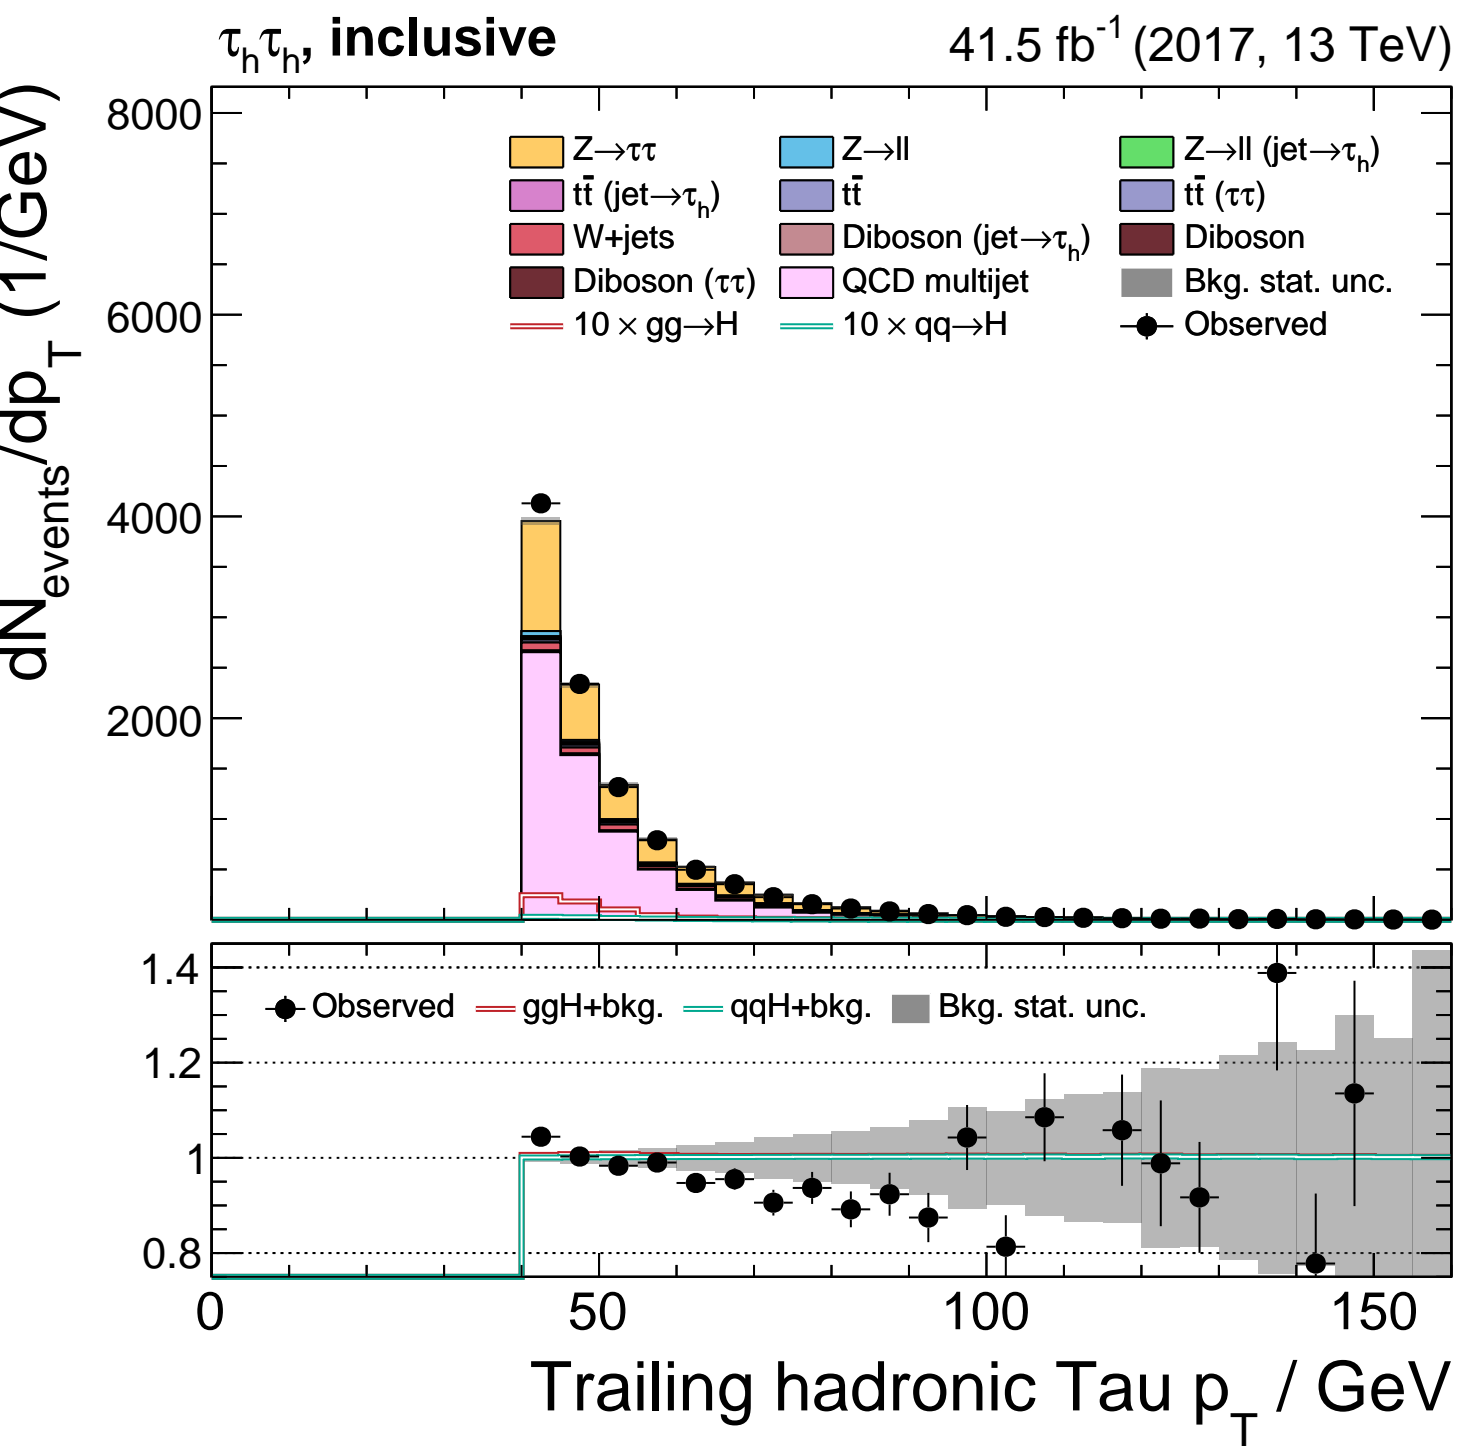 τhτh, inclusive 41.5 fb-1 (2017, 13 TeV)
dNevents/dpT (1/GeV)
8000
6000
4000
2000
Z→ττ Z→ll Z→ll (jet→τh)
tt̄ (jet→τh) tt̄ tt̄ (ττ)
W+jets Diboson (jet→τh) Diboson
Diboson (ττ) QCD multijet Bkg. stat. unc.
10 × gg→H 10 × qq→H Observed
1.4
Observed ggH+bkg. qqH+bkg. Bkg. stat. unc.
1.2
1
0.8
0 50 100 150
Trailing hadronic Tau pT / GeV